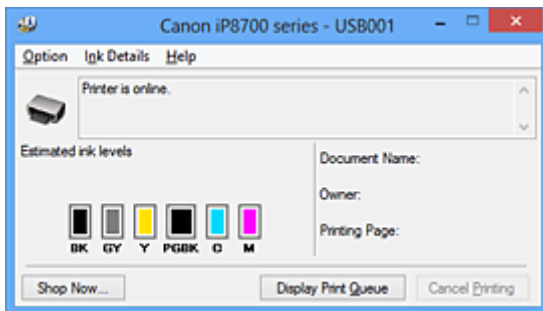 Canon iP8700 series - USB001
Option Ink Details Help
Printer is online.
Estimated ink levels
Document Name:
Owner:
Printing Page:
BK GY Y PGBK C M
Shop Now... Display Print Queue Cancel Printing